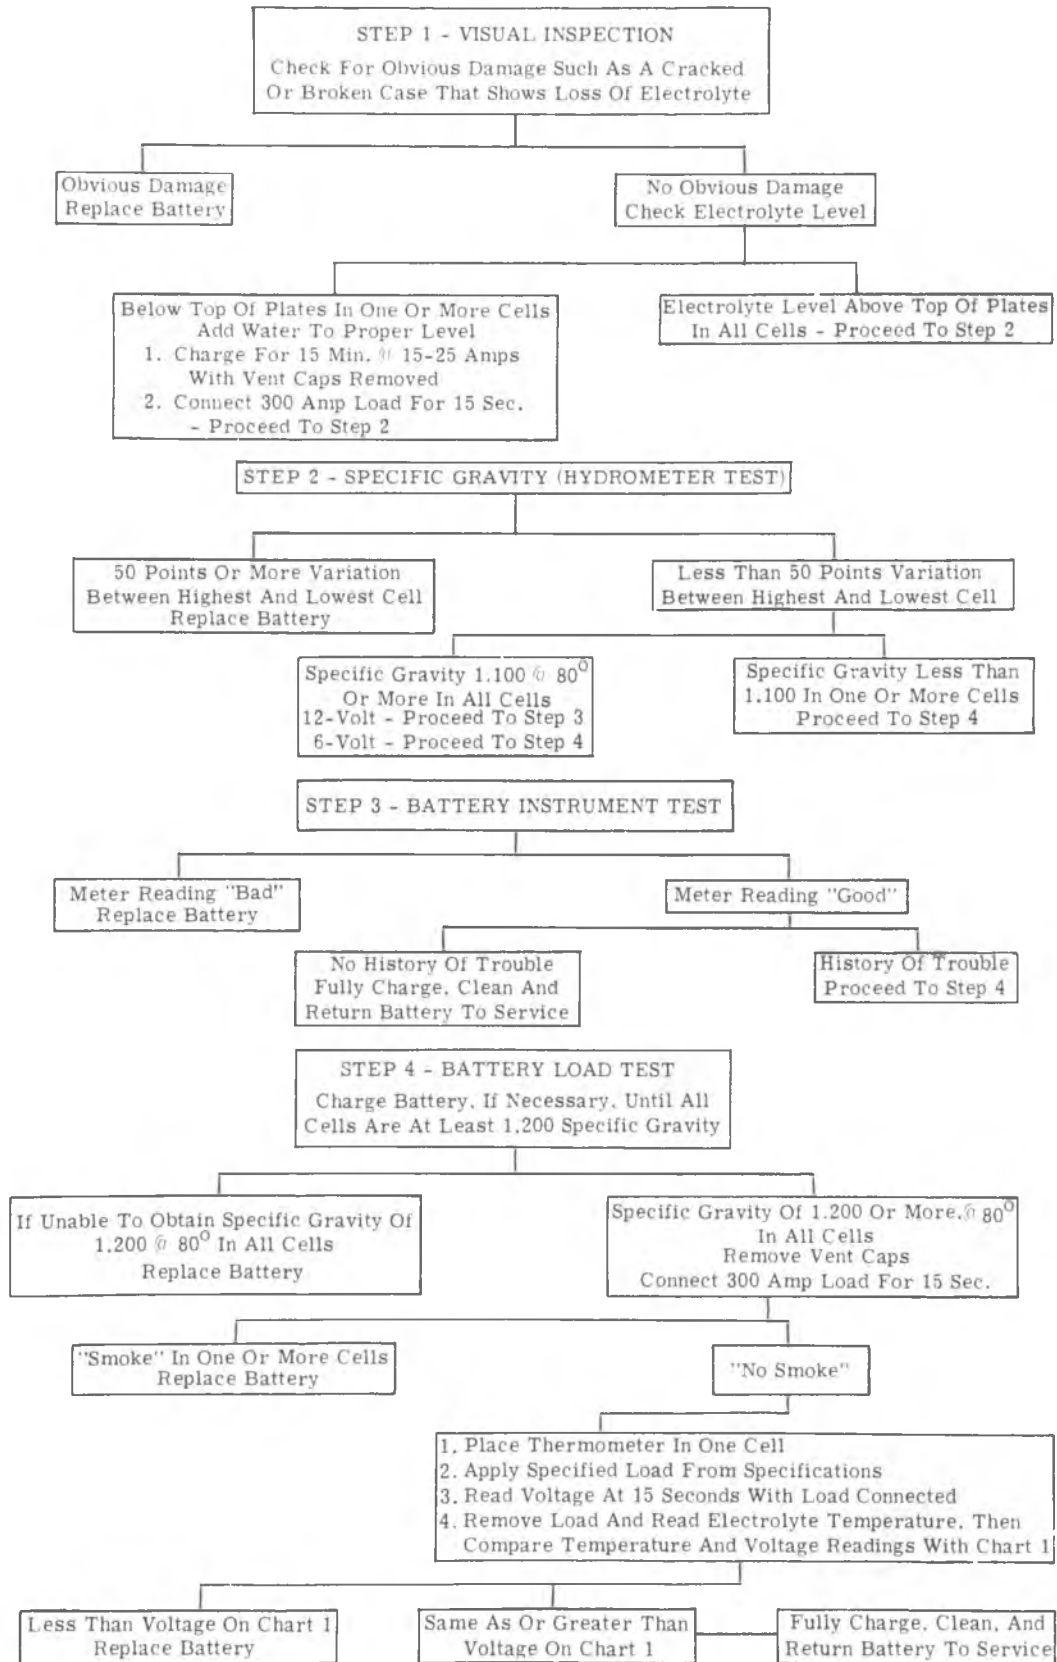 STEP 1 - VISUAL INSPECTION
Check For Obvious Damage Such As A Cracked
Or Broken Case That Shows Loss Of Electrolyte
Obvious Damage
Replace Battery
No Obvious Damage
Check Electrolyte Level
Below Top Of Plates In One Or More Cells
Add Water To Proper Level
1. Charge For 15 Min. @ 15-25 Amps
With Vent Caps Removed
2. Connect 300 Amp Load For 15 Sec.
- Proceed To Step 2
Electrolyte Level Above Top Of Plates
In All Cells - Proceed To Step 2
STEP 2 - SPECIFIC GRAVITY (HYDROMETER TEST)
50 Points Or More Variation
Between Highest And Lowest Cell
Replace Battery
Less Than 50 Points Variation
Between Highest And Lowest Cell
Specific Gravity 1.100 @ 80°
Or More In All Cells
12-Volt - Proceed To Step 3
6-Volt - Proceed To Step 4
Specific Gravity Less Than
1.100 In One Or More Cells
Proceed To Step 4
STEP 3 - BATTERY INSTRUMENT TEST
Meter Reading "Bad"
Replace Battery
Meter Reading "Good"
No History Of Trouble
Fully Charge, Clean And
Return Battery To Service
History Of Trouble
Proceed To Step 4
STEP 4 - BATTERY LOAD TEST
Charge Battery, If Necessary, Until All
Cells Are At Least 1.200 Specific Gravity
If Unable To Obtain Specific Gravity Of
1.200 @ 80° In All Cells
Replace Battery
Specific Gravity Of 1.200 Or More, @ 80°
In All Cells
Remove Vent Caps
Connect 300 Amp Load For 15 Sec.
"Smoke" In One Or More Cells
Replace Battery
"No Smoke"
1. Place Thermometer In One Cell
2. Apply Specified Load From Specifications
3. Read Voltage At 15 Seconds With Load Connected
4. Remove Load And Read Electrolyte Temperature, Then
Compare Temperature And Voltage Readings With Chart 1
Less Than Voltage On Chart 1
Replace Battery
Same As Or Greater Than
Voltage On Chart 1
Fully Charge, Clean, And
Return Battery To Service